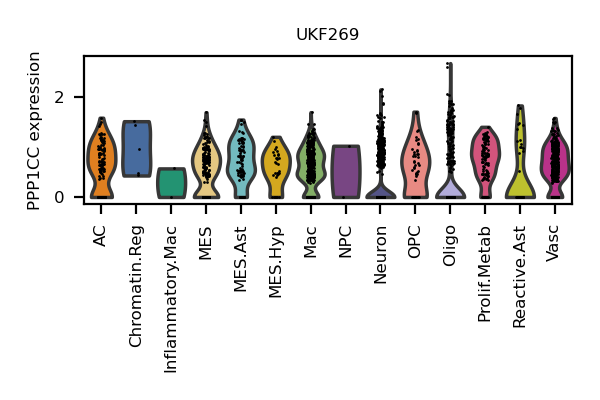 UKF269
PPP1CC expression
2
0
AC
Chromatin.Reg
Inflammatory.Mac
MES
MES.Ast
MES.Hyp
Mac
NPC
Neuron
OPC
Oligo
Prolif.Metab
Reactive.Ast
Vasc